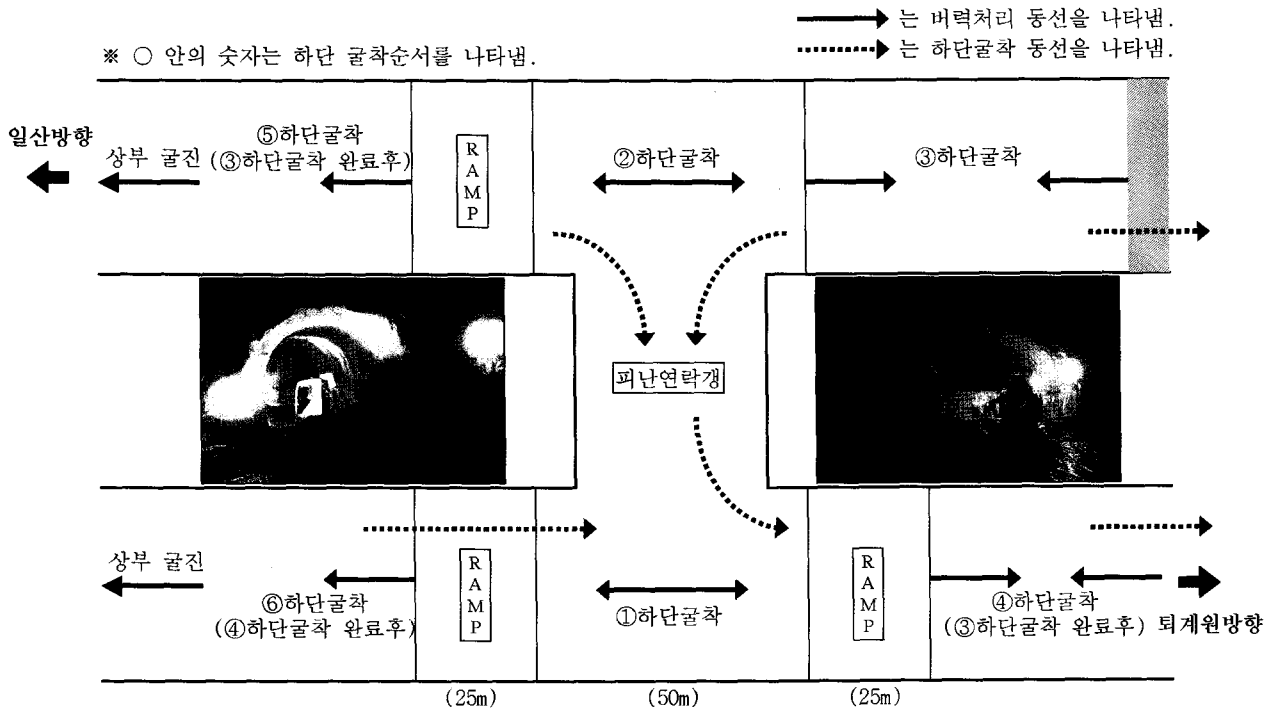 는 버력처리 동선을 나타냄.
※ ○ 안의 숫자는 하단 굴착순서를 나타냄.
는 하단굴착 동선을 나타냄.
일산방향
상부 굴진
⑤하단굴착
(③하단굴착 완료후)
RAMP
②하단굴착
③하단굴착
피난연락갱
상부 굴진
⑥하단굴착
(④하단굴착 완료후)
RAMP
①하단굴착
RAMP
④하단굴착
(③하단굴착 완료후)
퇴계원방향
(25m)
(50m)
(25m)